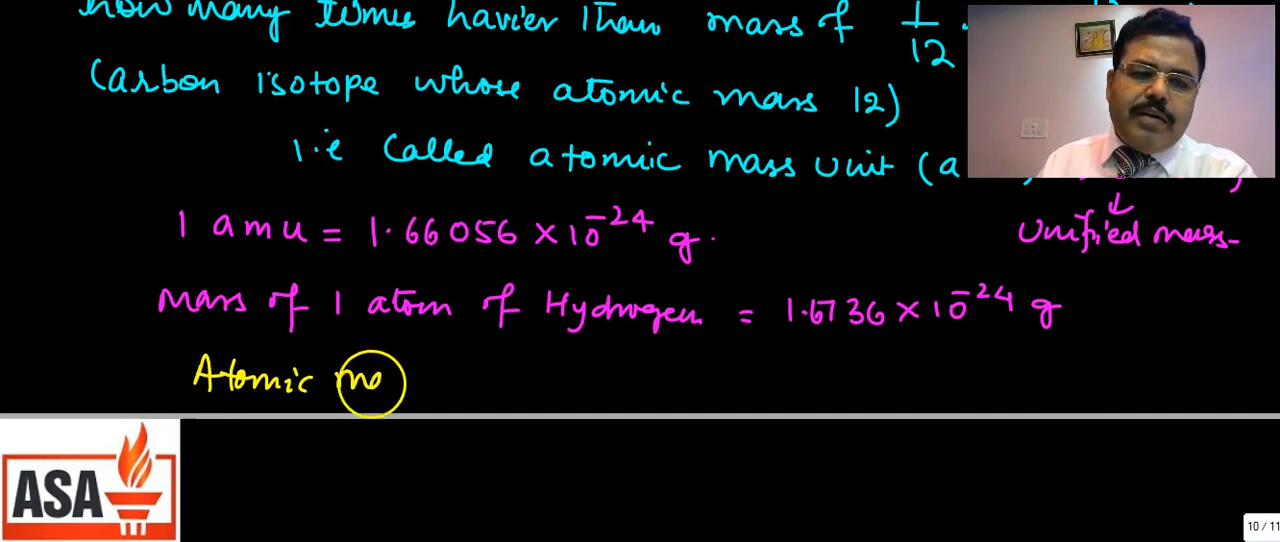 how many times havier than mass of 1/12
Carbon isotope whose atomic mass 12)
i.e called atomic mass unit (a
1 amu = 1.66056 × 10⁻²⁴ g.
Unified mass-
Mass of 1 atom of Hydrogen = 1.6736 × 10⁻²⁴ g
Atomic ma
ASA
10 / 11